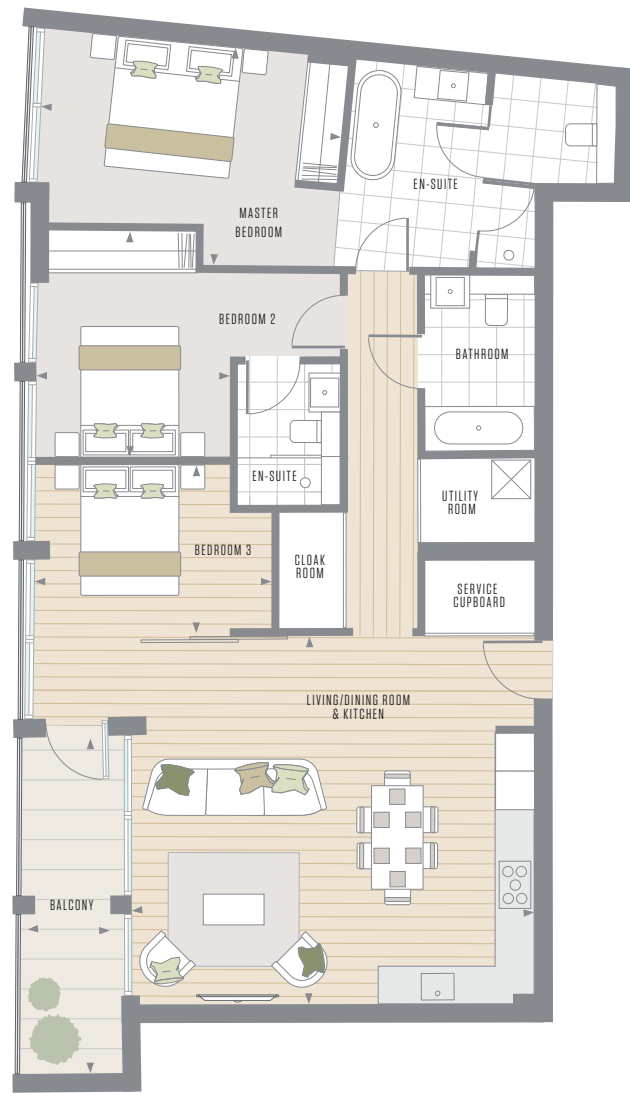 EN-SUITE
MASTER
BEDROOM
BEDROOM 2
BATHROOM
EN-SUITE
UTILITY
ROOM
BEDROOM 3
CLOAK
ROOM
SERVICE
CUPBOARD
LIVING/DINING ROOM
& KITCHEN
BALCONY